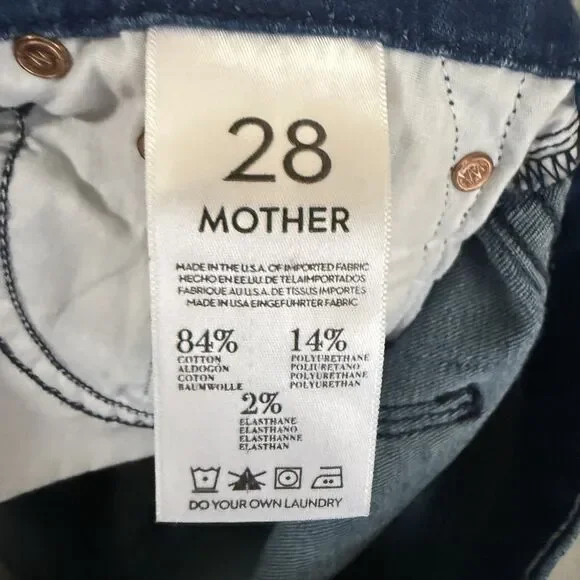 28
MOTHER
MADE IN THE U.S.A. OF IMPORTED FABRIC
HECHO EN EE.UU. DE TELA IMPORTADOS
FABRIQUE AU U.S.A. DE TISSUS IMPORTES
MADE IN USA EINGEFÜHRTER FABRIC
84%
COTTON
ALDOGÓN
COTON
BAUMWOLLE
14%
POLYURETHANE
POLIURETANO
POLYURETHANE
POLYURETHAN
2%
ELASTHANE
ELASTHANO
ELASTHANNE
ELASTHAN
DO YOUR OWN LAUNDRY